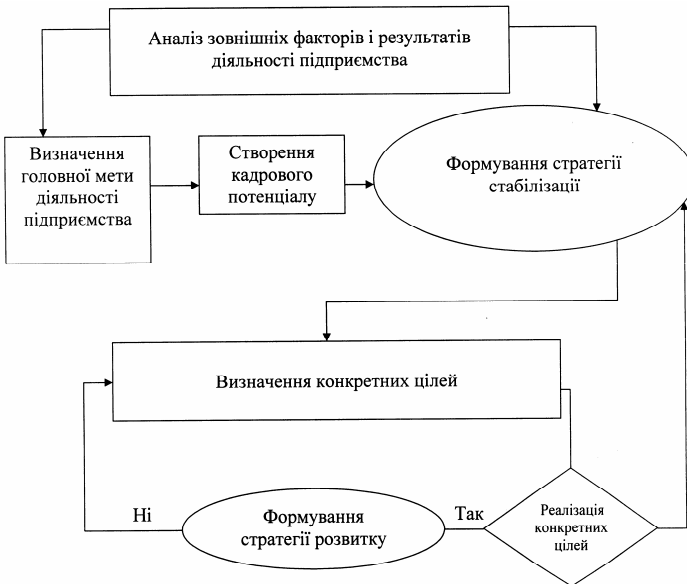 Аналіз зовнішніх факторів і результатів
діяльності підприємства
Визначення
головної мети
діяльності
підприємства
Створення
кадрового
потенціалу
Формування стратегії
стабілізації
Визначення конкретних цілей
Ні
Формування
стратегії розвитку
Так
Реалізація
конкретних
цілей